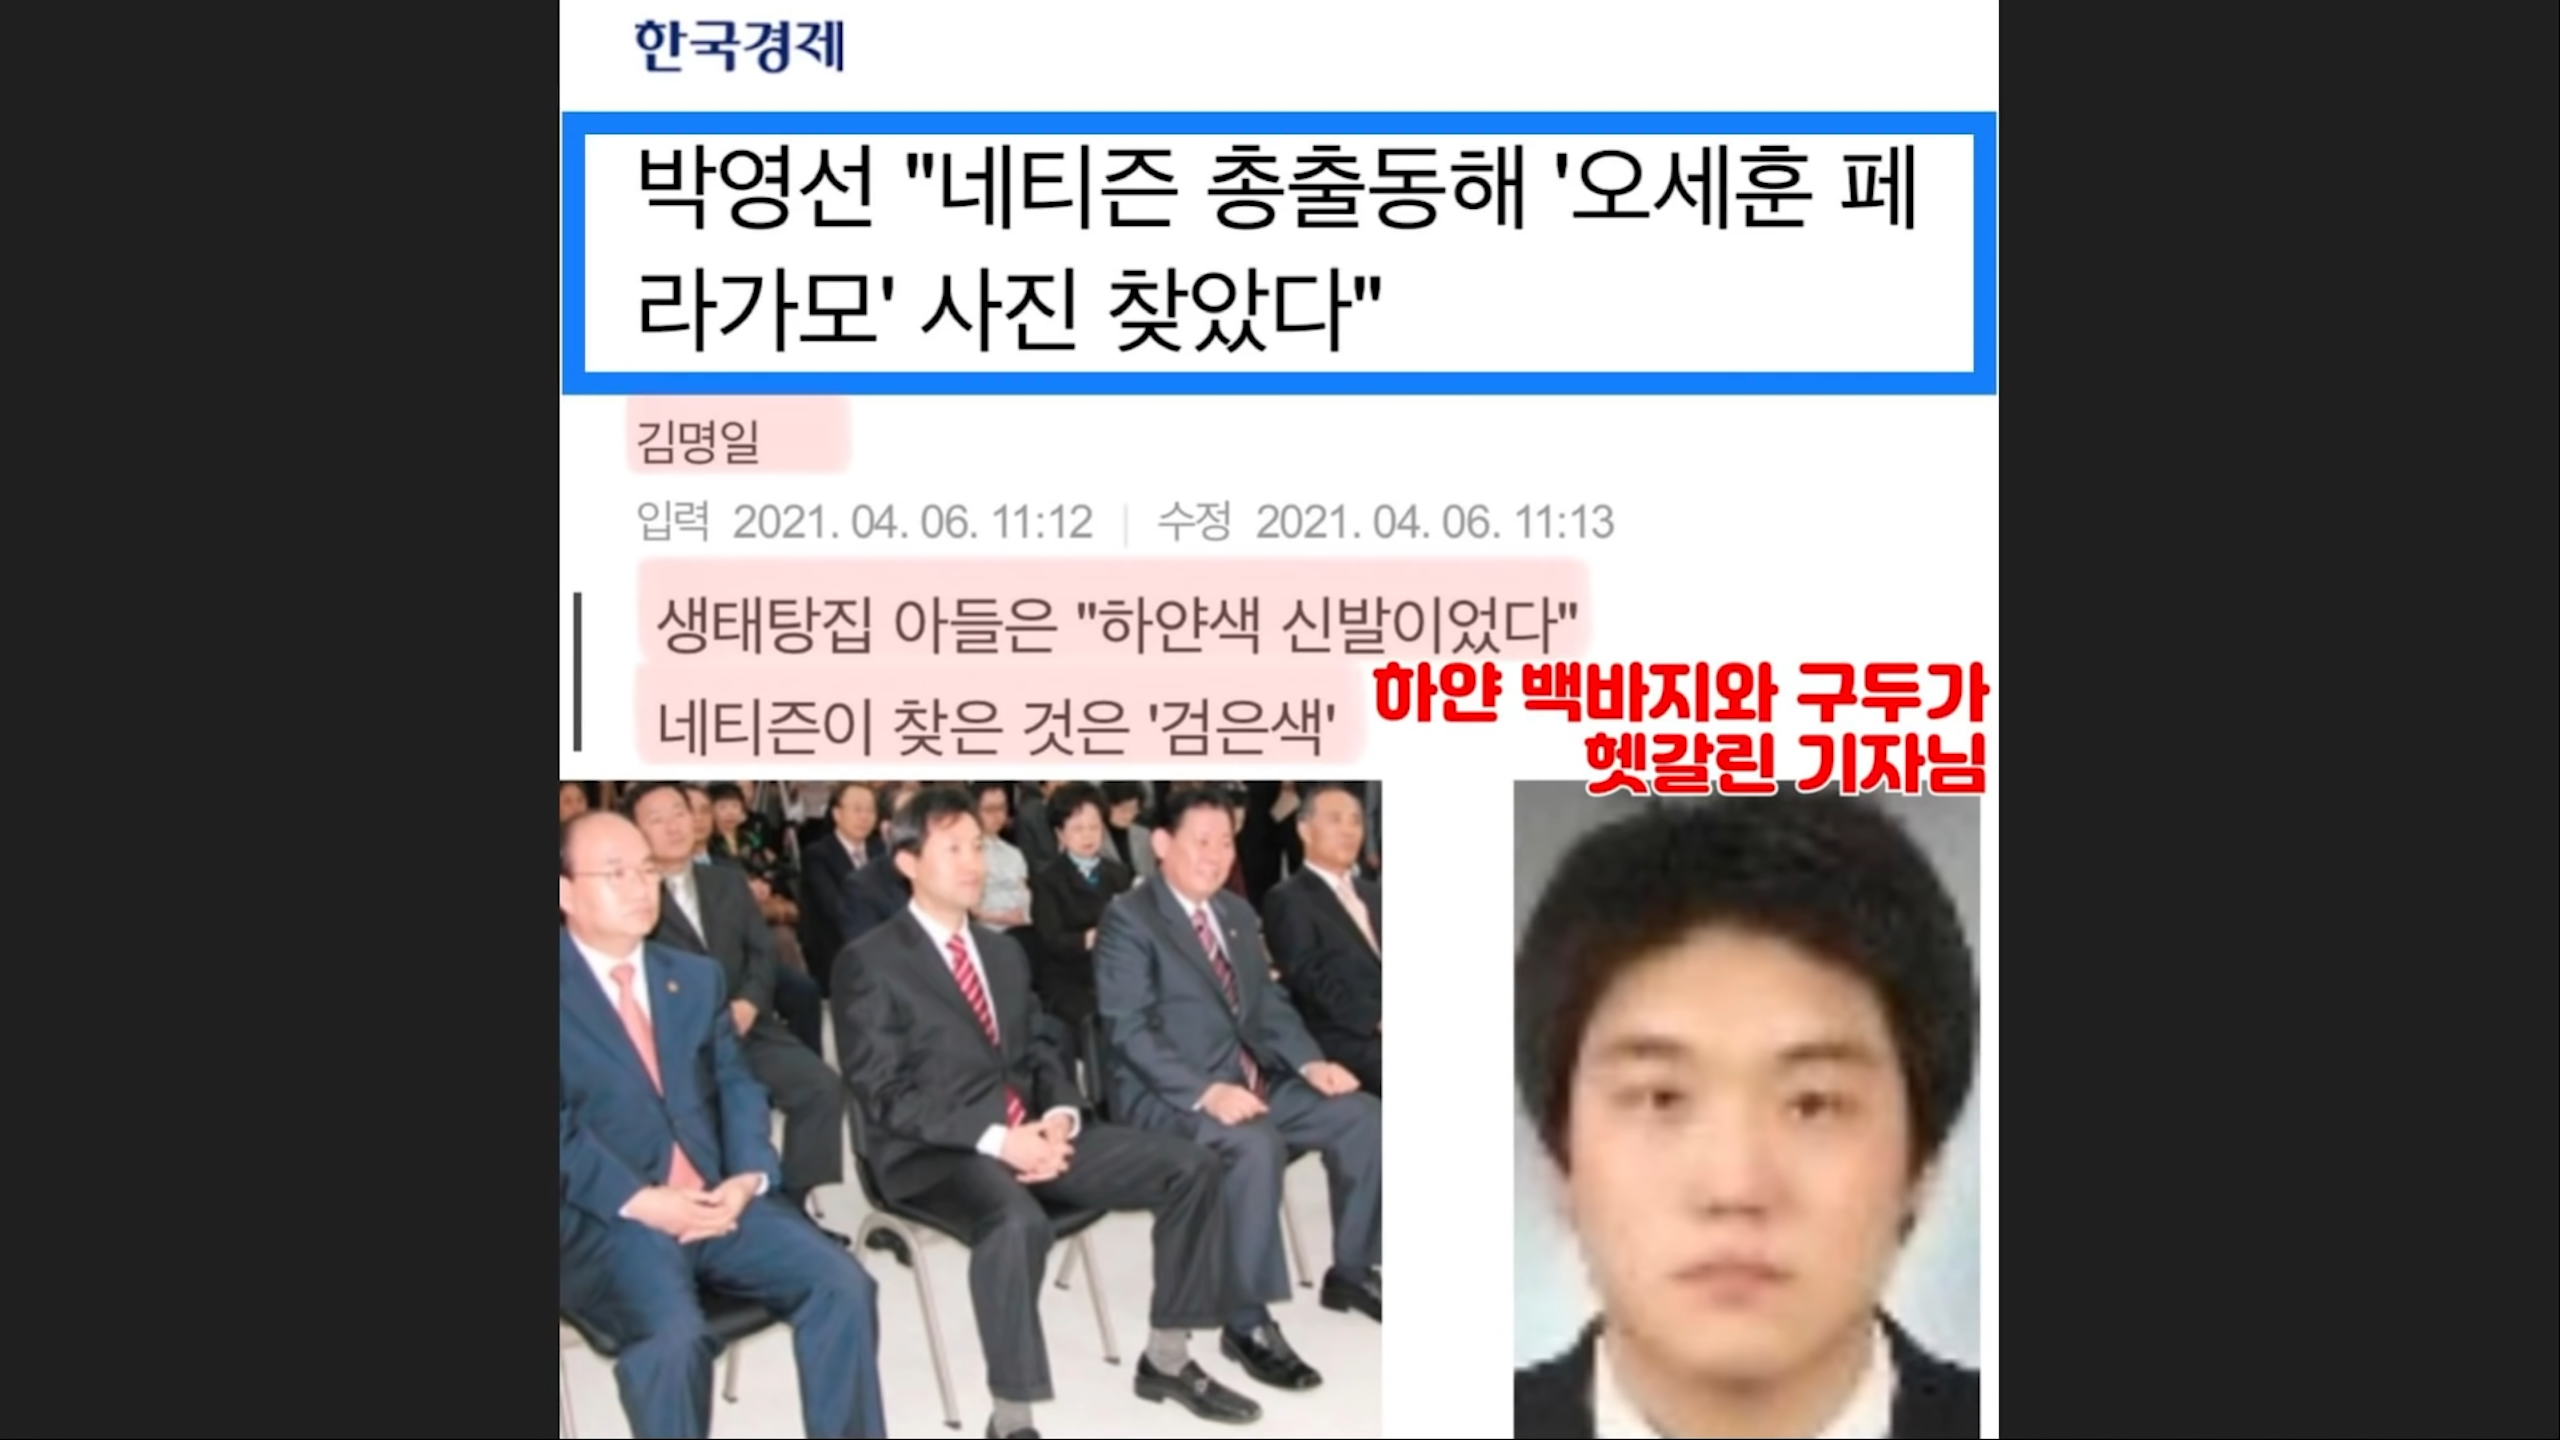 한국경제
박영선 "네티즌 총출동해 '오세훈 페
라가모' 사진 찾았다"
김명일
입력 2021. 04. 06. 11:12 | 수정 2021. 04. 06. 11:13
생태탕집 아들은 "하얀색 신발이었다"
네티즌이 찾은 것은 '검은색'
하얀 백바지와 구두가
헷갈린 기자님